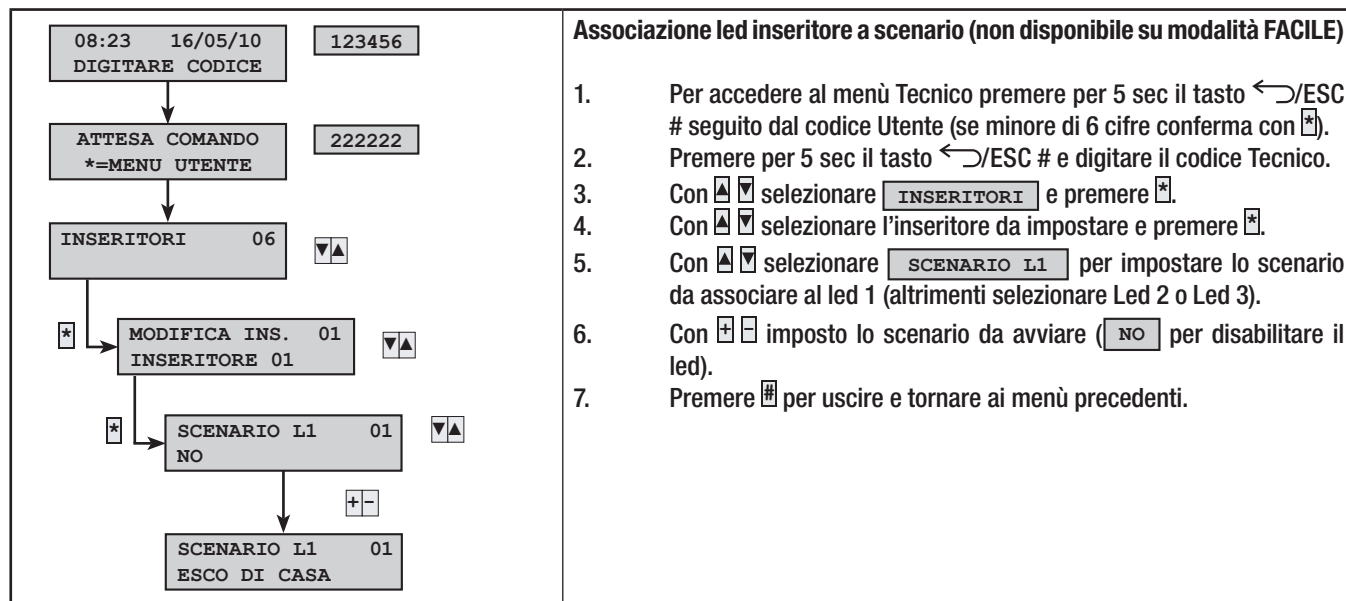 08:23 16/05/10
DIGITARE CODICE
123456
ATTESA COMANDO
*=MENU UTENTE
222222
INSERITORI 06
▼▲
*
MODIFICA INS. 01
INSERITORE 01
▼▲
*
SCENARIO L1 01
NO
▼▲
+-
SCENARIO L1 01
ESCO DI CASA
Associazione led inseritore a scenario (non disponibile su modalità FACILE)
1. Per accedere al menù Tecnico premere per 5 sec il tasto /ESC
# seguito dal codice Utente (se minore di 6 cifre conferma con *).
2. Premere per 5 sec il tasto /ESC # e digitare il codice Tecnico.
3. Con ▲ ▼ selezionare INSERITORI e premere *.
4. Con ▲ ▼ selezionare l'inseritore da impostare e premere *.
5. Con ▲ ▼ selezionare SCENARIO L1 per impostare lo scenario
da associare al led 1 (altrimenti selezionare Led 2 o Led 3).
6. Con + - imposto lo scenario da avviare ( NO per disabilitare il
led).
7. Premere # per uscire e tornare ai menù precedenti.